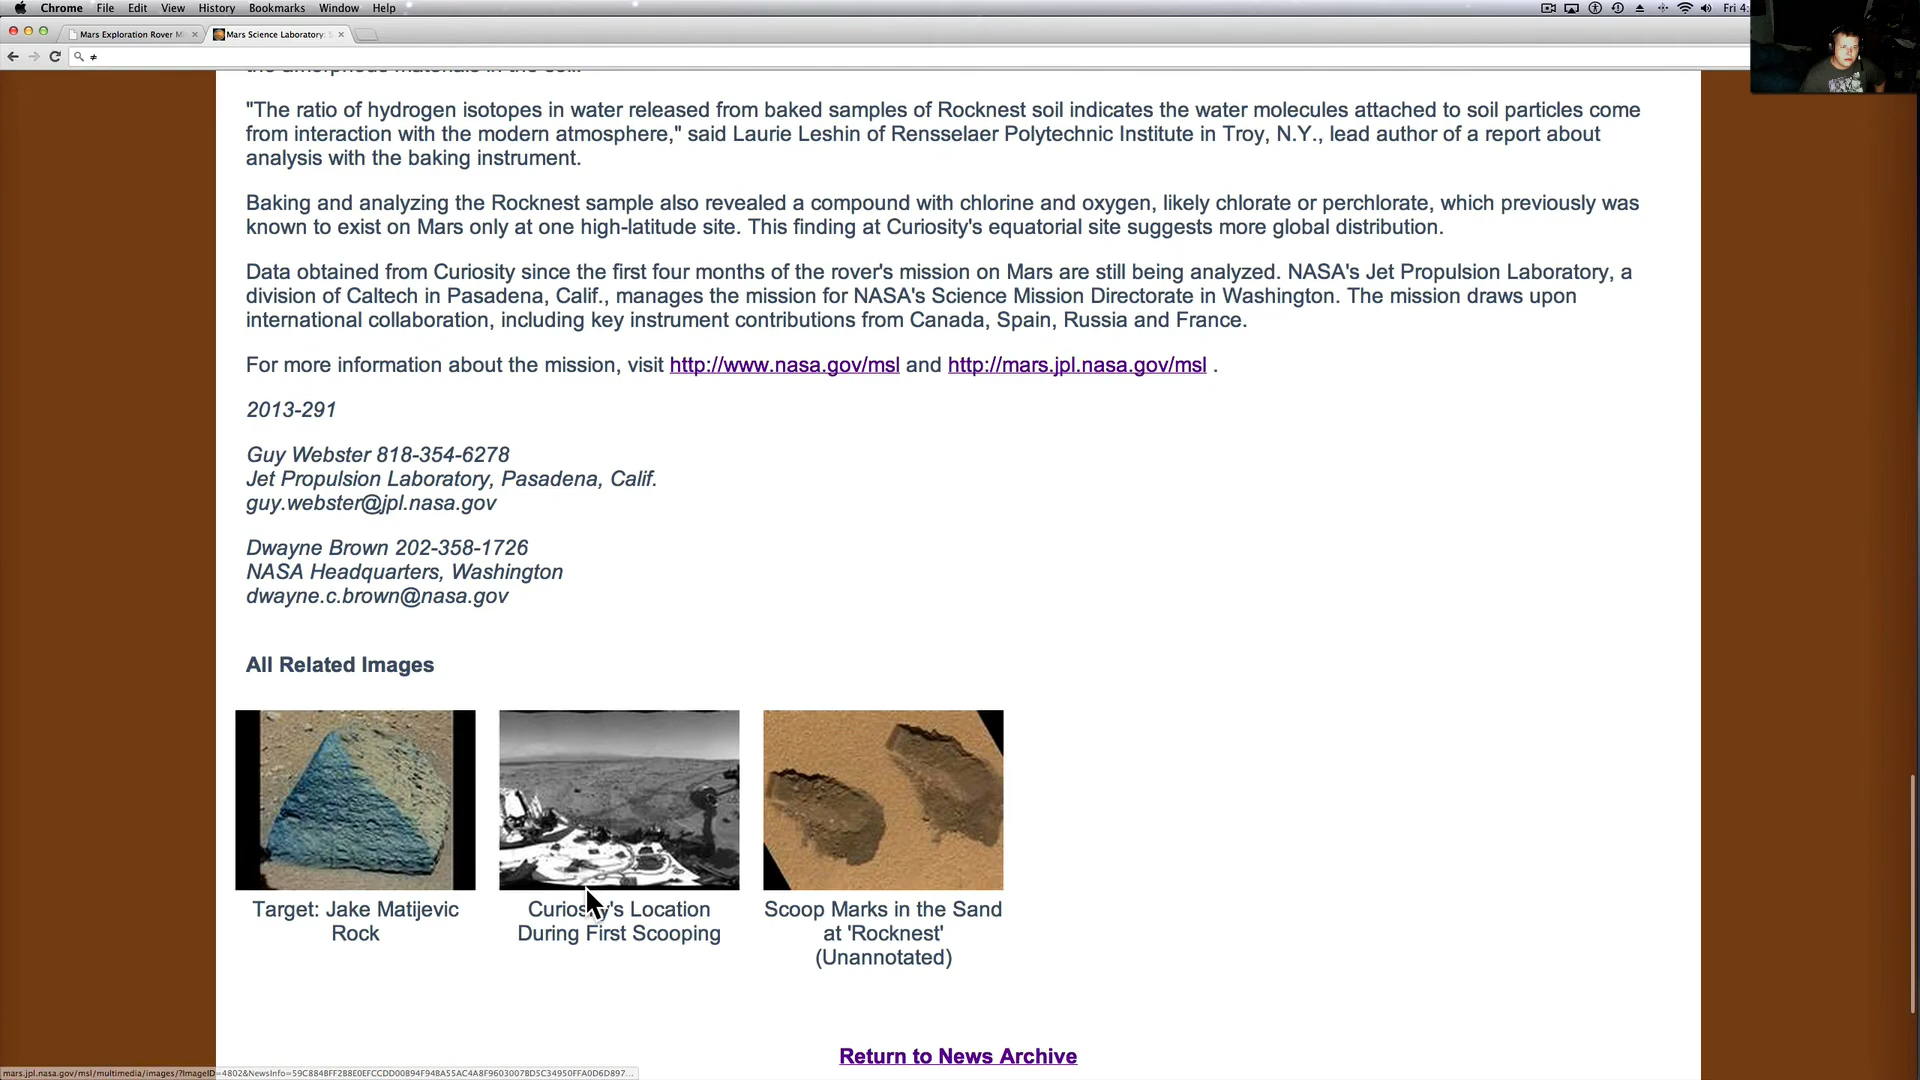 Chrome File Edit View History Bookmarks Window Help Fri 4:
Mars Exploration Rover M Mars Science Laboratory: S
≠
the amorphous materials in the soil.
"The ratio of hydrogen isotopes in water released from baked samples of Rocknest soil indicates the water molecules attached to soil particles come
from interaction with the modern atmosphere," said Laurie Leshin of Rensselaer Polytechnic Institute in Troy, N.Y., lead author of a report about
analysis with the baking instrument.
Baking and analyzing the Rocknest sample also revealed a compound with chlorine and oxygen, likely chlorate or perchlorate, which previously was
known to exist on Mars only at one high-latitude site. This finding at Curiosity's equatorial site suggests more global distribution.
Data obtained from Curiosity since the first four months of the rover's mission on Mars are still being analyzed. NASA's Jet Propulsion Laboratory, a
division of Caltech in Pasadena, Calif., manages the mission for NASA's Science Mission Directorate in Washington. The mission draws upon
international collaboration, including key instrument contributions from Canada, Spain, Russia and France.
For more information about the mission, visit http://www.nasa.gov/msl and http://mars.jpl.nasa.gov/msl .
2013-291
Guy Webster 818-354-6278
Jet Propulsion Laboratory, Pasadena, Calif.
guy.webster@jpl.nasa.gov
Dwayne Brown 202-358-1726
NASA Headquarters, Washington
dwayne.c.brown@nasa.gov
All Related Images
Target: Jake Matijevic
Rock
Curiosity's Location
During First Scooping
Scoop Marks in the Sand
at 'Rocknest'
(Unannotated)
Return to News Archive